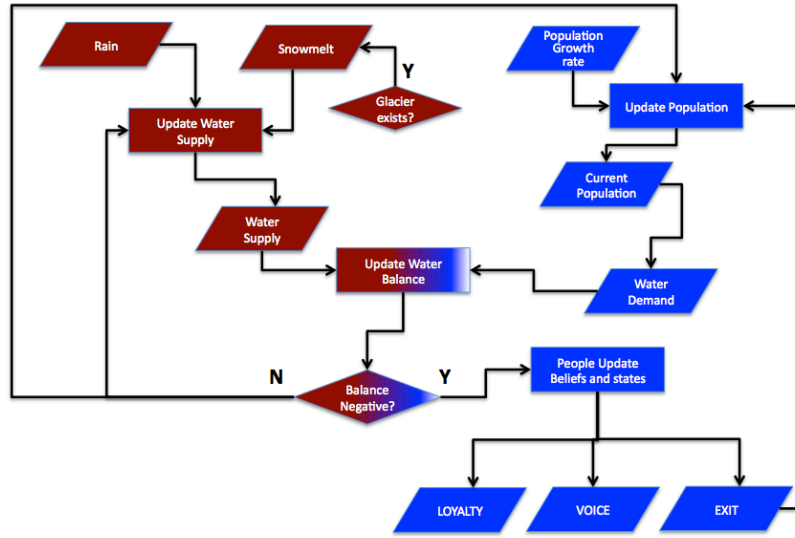 Rain
Snowmelt
Population
Growth
rate
Y
Glacier
exists?
Update Water
Supply
Update Population
Current
Population
Water
Supply
Update Water
Balance
Water
Demand
N
Balance
Negative?
Y
People Update
Beliefs and states
LOYALTY
VOICE
EXIT